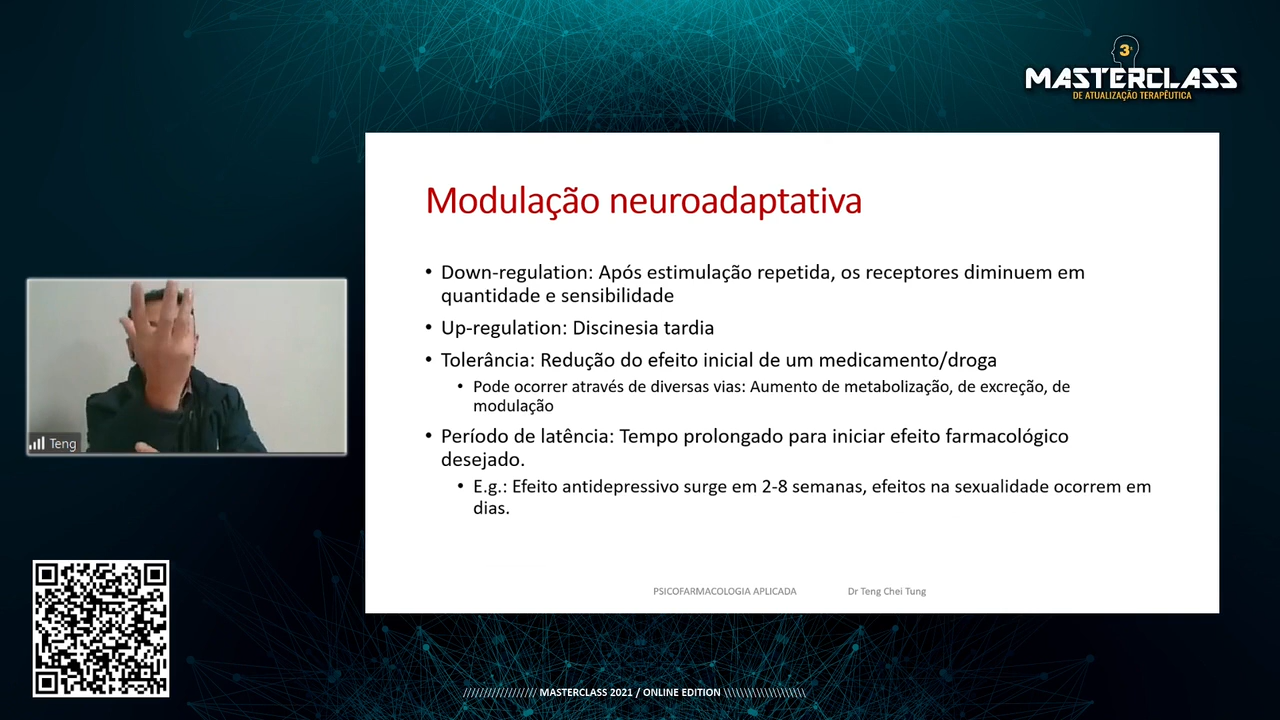 3ª
MASTERCLASS
DE ATUALIZAÇÃO TERAPÊUTICA
Modulação neuroadaptativa
• Down-regulation: Após estimulação repetida, os receptores diminuem em
quantidade e sensibilidade
• Up-regulation: Discinesia tardia
• Tolerância: Redução do efeito inicial de um medicamento/droga
• Pode ocorrer através de diversas vias: Aumento de metabolização, de excreção, de
modulação
• Período de latência: Tempo prolongado para iniciar efeito farmacológico
desejado.
• E.g.: Efeito antidepressivo surge em 2-8 semanas, efeitos na sexualidade ocorrem em
dias.
PSICOFARMACOLOGIA APLICADA Dr Teng Chei Tung
Teng
////////////////// MASTERCLASS 2021 / ONLINE EDITION \\\\\\\\\\\\\\\\\\\\